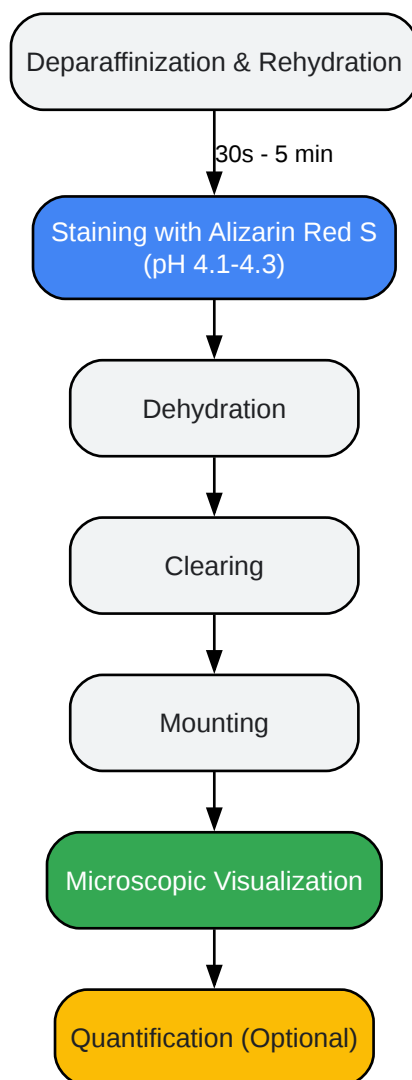 Deparaffinization & Rehydration
30s - 5 min
Staining with Alizarin Red S
(pH 4.1-4.3)
Dehydration
Clearing
Mounting
Microscopic Visualization
Quantification (Optional)